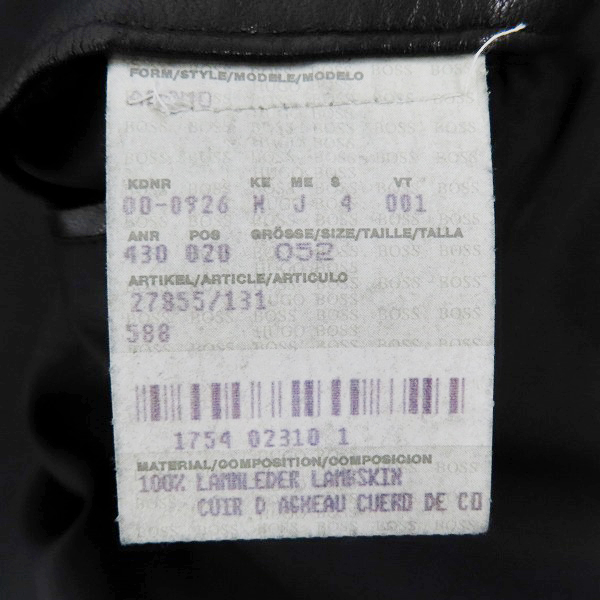 FORM/STYLE/MODELE/MODELO
KDNR KE ME S VT
00-0926 H J 4 001
ANR POS GRÖSSE/SIZE/TAILLE/TALLA
430 020 052
ARTIKEL/ARTICLE/ARTICULO
27855/131
588
1754 02310 1
MATERIAL/COMPOSITION/COMPOSICION
100% LAMMLEDER LAMBSKIN
CUIR D AGNEAU CUERO DE CO